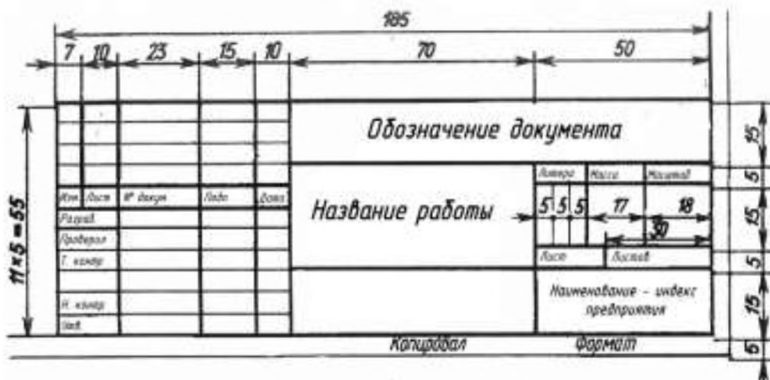 185
7 10 23 15 10 70 50
Обозначение документа
15
5
Изм Лист № докум Подп Дата
Литера Масса Масштаб
Название работы
5 5 5 17 18
30
15
11×5=55
Разраб.
Проверил
Т. контр
Лист Листов
5
Наименование - индекс
предприятия
15
Н. контр
Утв.
Копировал Формат
5